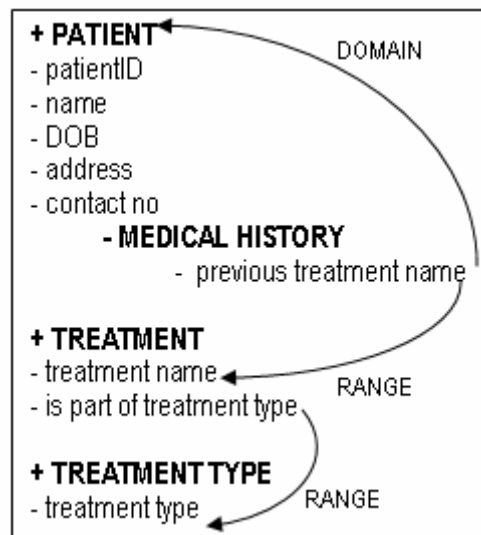 + PATIENT
DOMAIN
- patientID
- name
- DOB
- address
- contact no
- MEDICAL HISTORY
- previous treatment name
+ TREATMENT
- treatment name
RANGE
- is part of treatment type
+ TREATMENT TYPE
- treatment type
RANGE